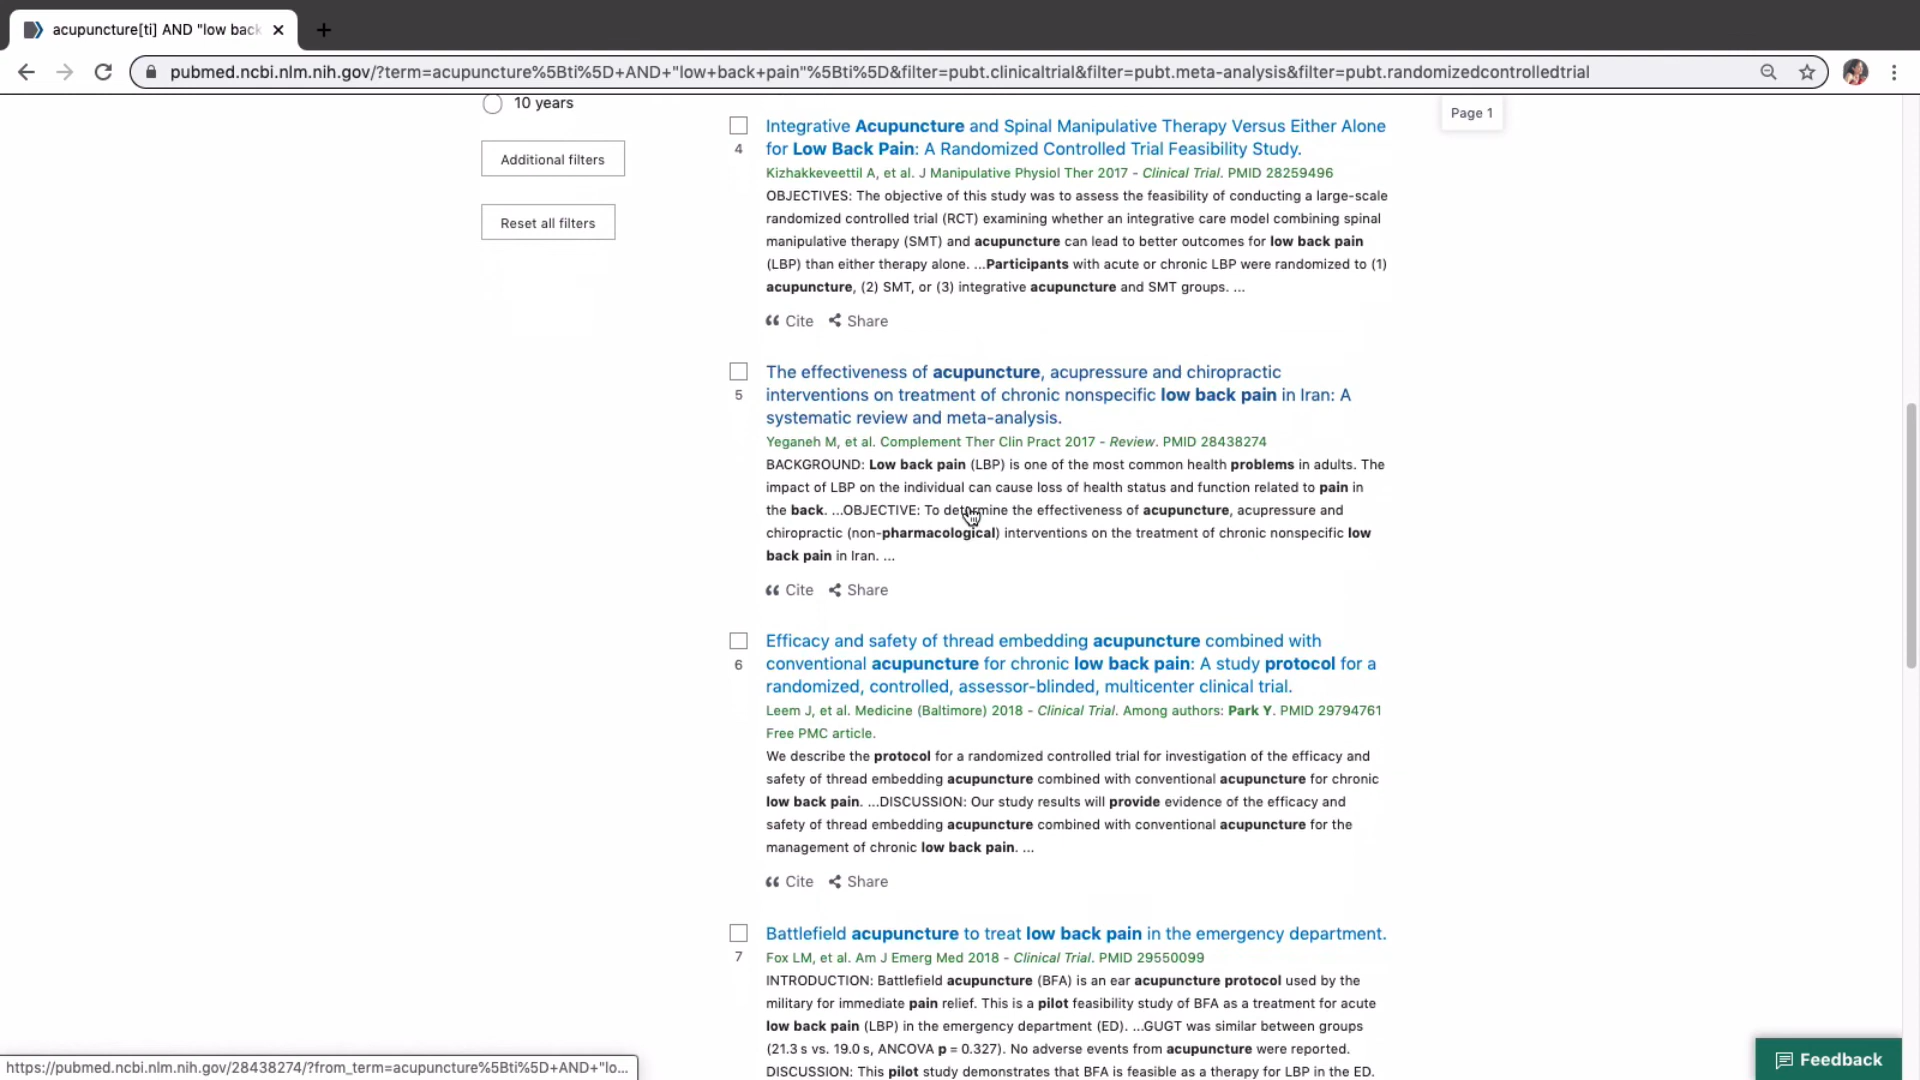 acupuncture[ti] AND "low back
pubmed.ncbi.nlm.nih.gov/?term=acupuncture%5Bti%5D+AND+"low+back+pain"%5Bti%5D&filter=pubt.clinicaltrial&filter=pubt.meta-analysis&filter=pubt.randomizedcontrolledtrial
10 years
Additional filters
Reset all filters
Page 1
4
Integrative Acupuncture and Spinal Manipulative Therapy Versus Either Alone
for Low Back Pain: A Randomized Controlled Trial Feasibility Study.
Kizhakkeveettil A, et al. J Manipulative Physiol Ther 2017 - Clinical Trial. PMID 28259496
OBJECTIVES: The objective of this study was to assess the feasibility of conducting a large-scale
randomized controlled trial (RCT) examining whether an integrative care model combining spinal
manipulative therapy (SMT) and acupuncture can lead to better outcomes for low back pain
(LBP) than either therapy alone. ...Participants with acute or chronic LBP were randomized to (1)
acupuncture, (2) SMT, or (3) integrative acupuncture and SMT groups. ...
Cite Share
5
The effectiveness of acupuncture, acupressure and chiropractic
interventions on treatment of chronic nonspecific low back pain in Iran: A
systematic review and meta-analysis.
Yeganeh M, et al. Complement Ther Clin Pract 2017 - Review. PMID 28438274
BACKGROUND: Low back pain (LBP) is one of the most common health problems in adults. The
impact of LBP on the individual can cause loss of health status and function related to pain in
the back. ...OBJECTIVE: To determine the effectiveness of acupuncture, acupressure and
chiropractic (non-pharmacological) interventions on the treatment of chronic nonspecific low
back pain in Iran. ...
Cite Share
6
Efficacy and safety of thread embedding acupuncture combined with
conventional acupuncture for chronic low back pain: A study protocol for a
randomized, controlled, assessor-blinded, multicenter clinical trial.
Leem J, et al. Medicine (Baltimore) 2018 - Clinical Trial. Among authors: Park Y. PMID 29794761
Free PMC article.
We describe the protocol for a randomized controlled trial for investigation of the efficacy and
safety of thread embedding acupuncture combined with conventional acupuncture for chronic
low back pain. ...DISCUSSION: Our study results will provide evidence of the efficacy and
safety of thread embedding acupuncture combined with conventional acupuncture for the
management of chronic low back pain. ...
Cite Share
7
Battlefield acupuncture to treat low back pain in the emergency department.
Fox LM, et al. Am J Emerg Med 2018 - Clinical Trial. PMID 29550099
INTRODUCTION: Battlefield acupuncture (BFA) is an ear acupuncture protocol used by the
military for immediate pain relief. This is a pilot feasibility study of BFA as a treatment for acute
low back pain (LBP) in the emergency department (ED). ...GUGT was similar between groups
(21.3 s vs. 19.0 s, ANCOVA p = 0.327). No adverse events from acupuncture were reported.
DISCUSSION: This pilot study demonstrates that BFA is feasible as a therapy for LBP in the ED.
https://pubmed.ncbi.nlm.nih.gov/28438274/?from_term=acupuncture%5Bti%5D+AND+"lo...
Feedback